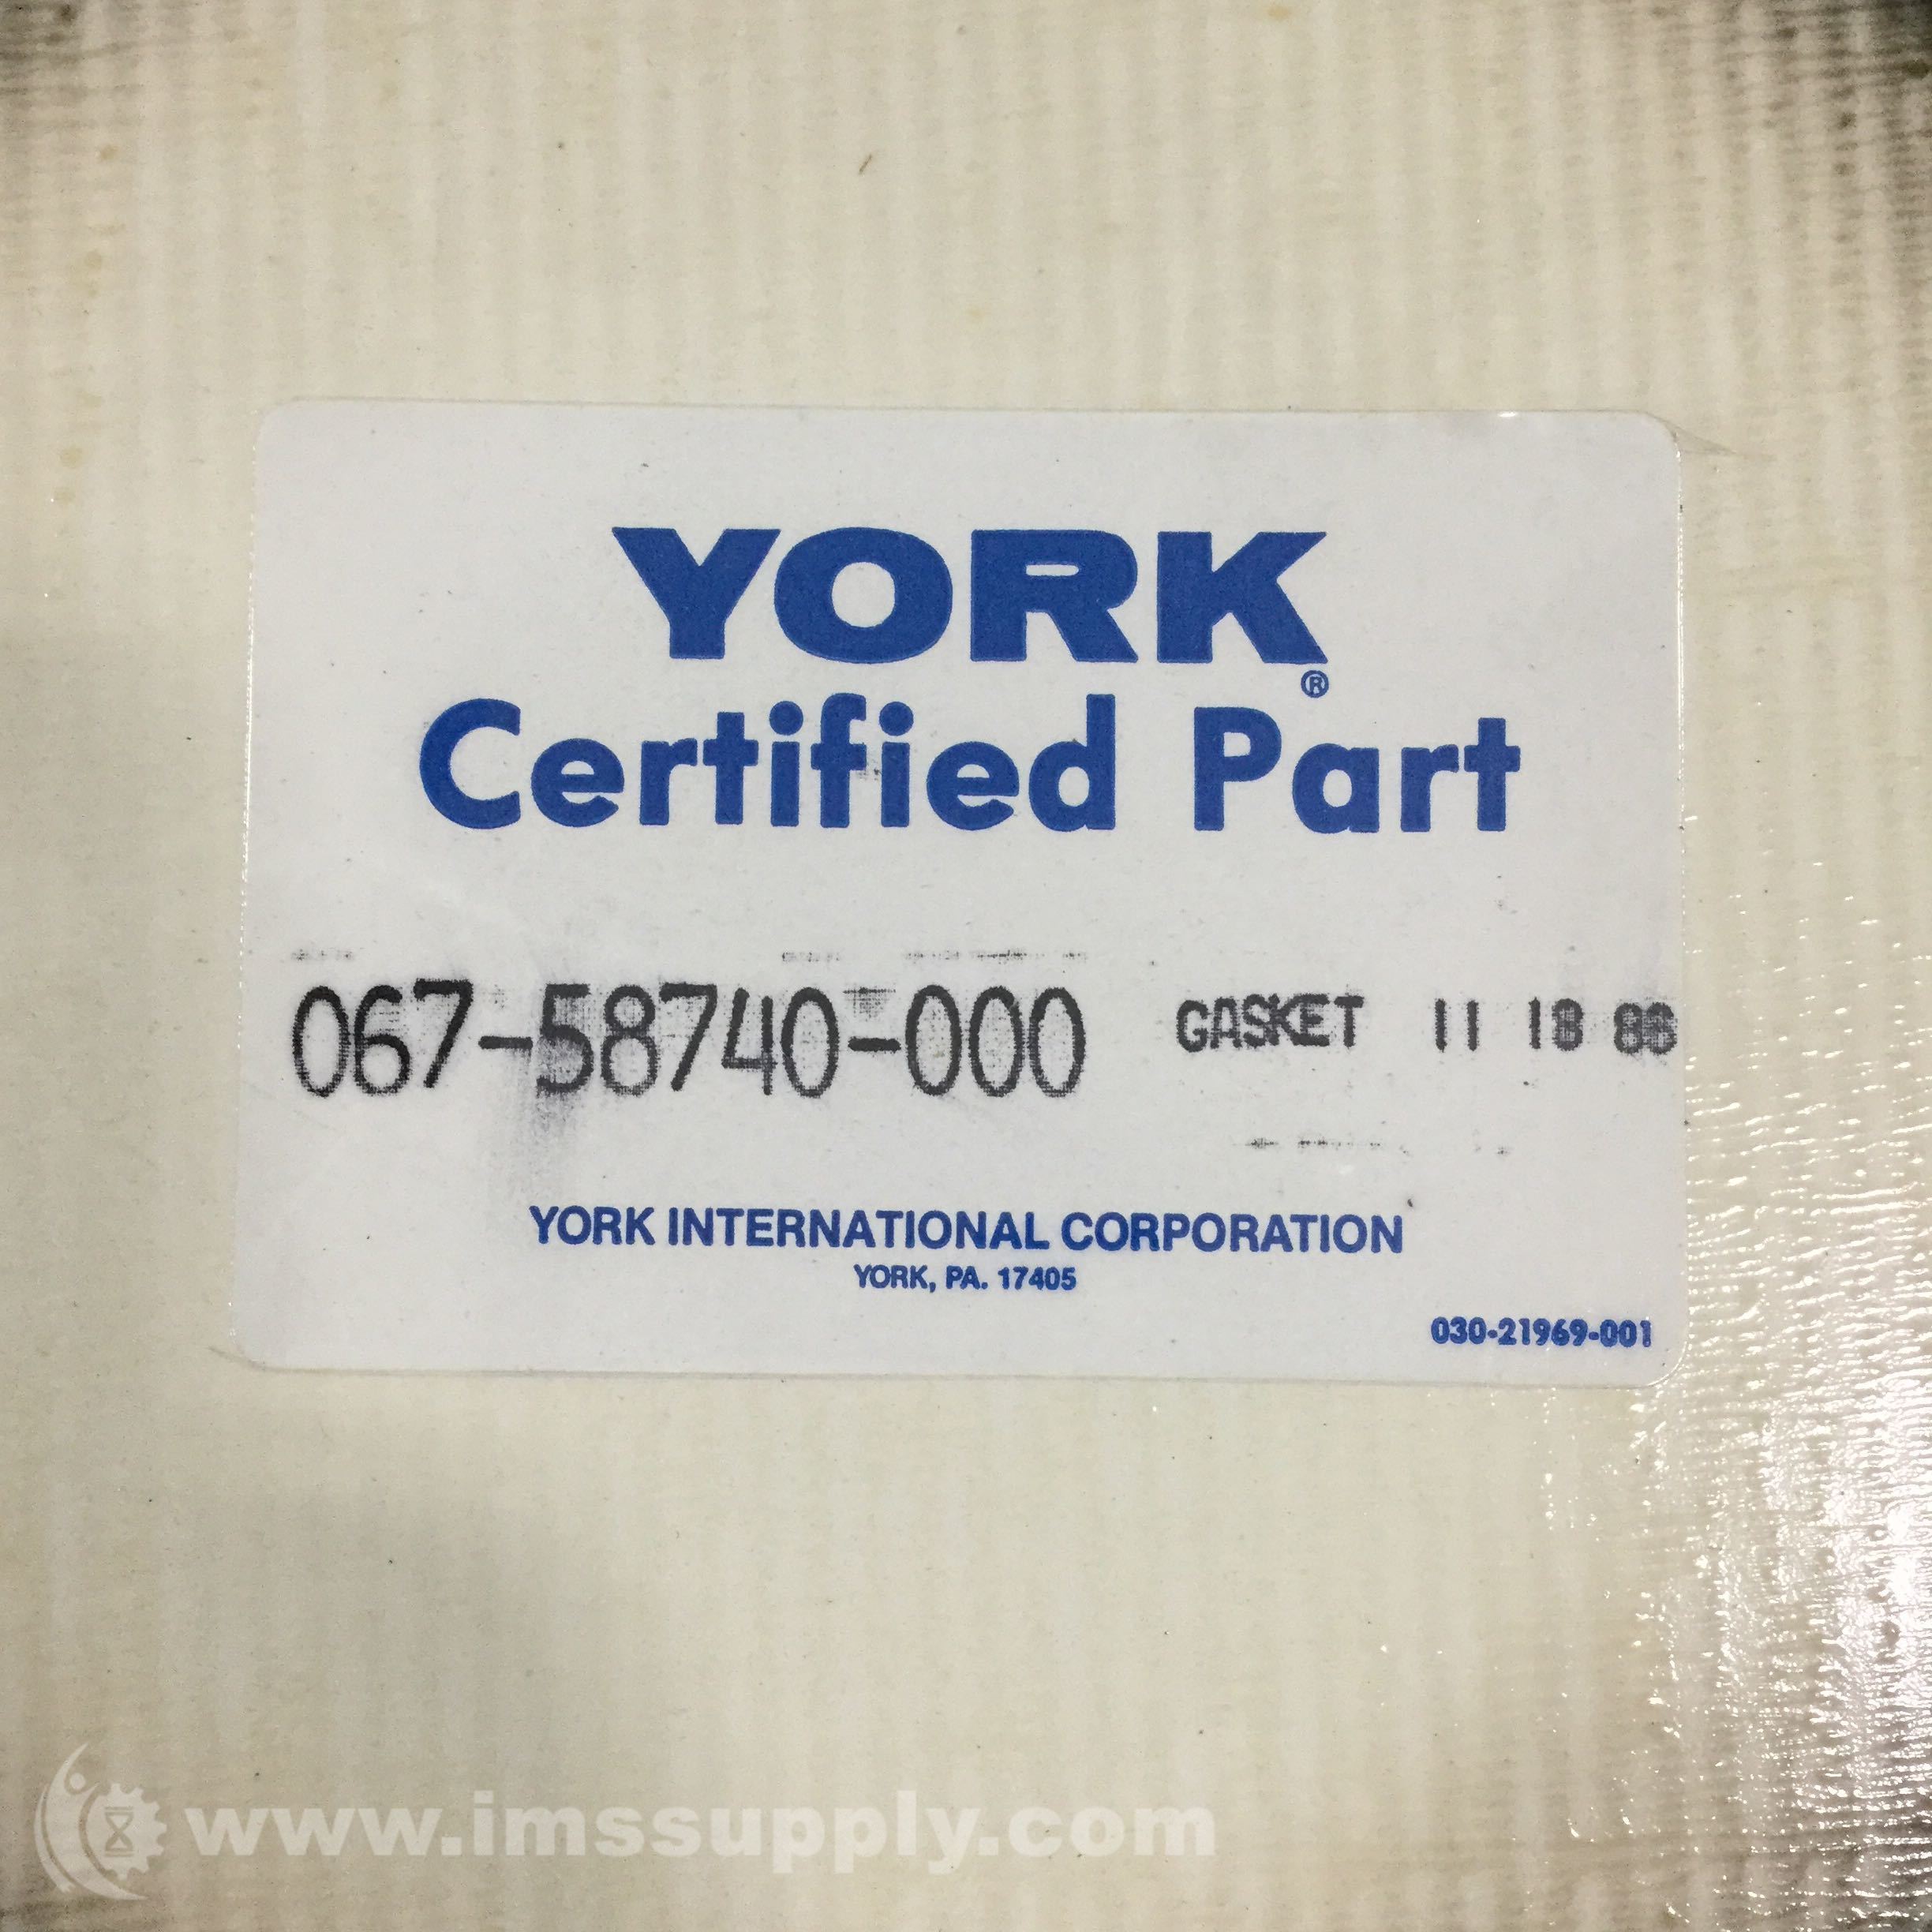 YORK®
Certified Part
067-58740-000 GASKET 11 18 88
YORK INTERNATIONAL CORPORATION
YORK, PA. 17405
030-21969-001
www.imssupply.com